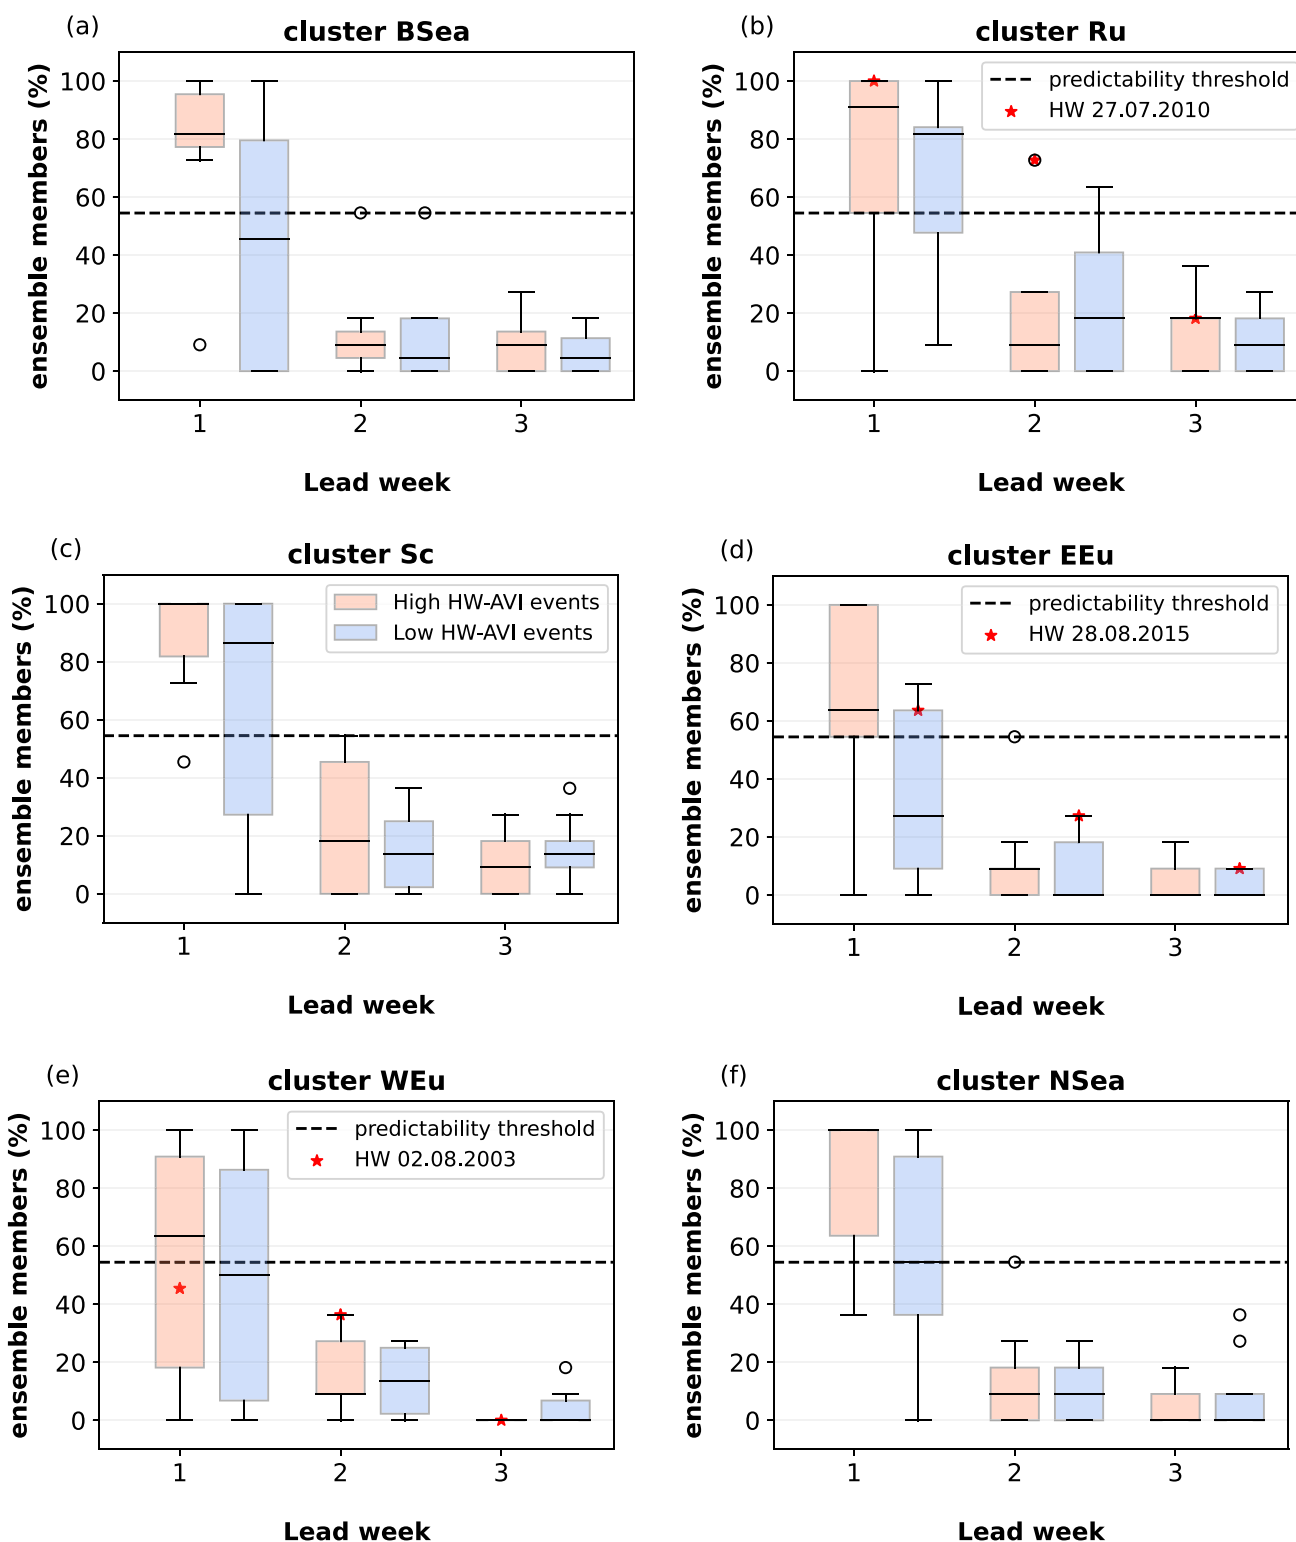 (a)
cluster BSea
ensemble members (%)
100
80
60
40
20
0
1 2 3
Lead week
(b)
cluster Ru
predictability threshold
HW 27.07.2010
ensemble members (%)
100
80
60
40
20
0
1 2 3
Lead week
(c)
cluster Sc
High HW-AVI events
Low HW-AVI events
ensemble members (%)
100
80
60
40
20
0
1 2 3
Lead week
(d)
cluster EEu
predictability threshold
HW 28.08.2015
ensemble members (%)
100
80
60
40
20
0
1 2 3
Lead week
(e)
cluster WEu
predictability threshold
HW 02.08.2003
ensemble members (%)
100
80
60
40
20
0
1 2 3
Lead week
(f)
cluster NSea
ensemble members (%)
100
80
60
40
20
0
1 2 3
Lead week